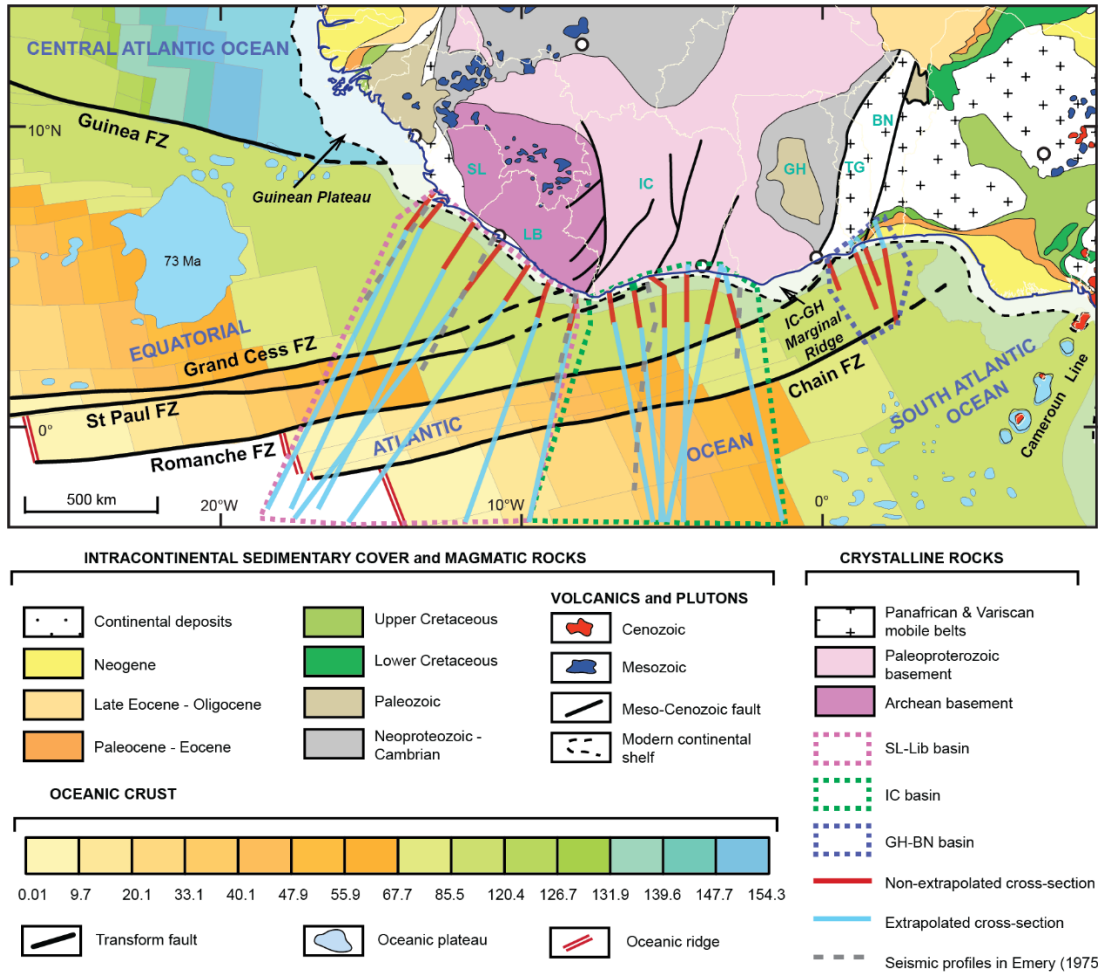 CENTRAL ATLANTIC OCEAN
10°N
Guinea FZ
Guinean Plateau
SL
LB
IC
GH
TG
BN
73 Ma
EQUATORIAL
ATLANTIC
OCEAN
Grand Cess FZ
St Paul FZ
Romanche FZ
IC-GH
Marginal
Ridge
Chain FZ
SOUTH ATLANTIC
OCEAN
Cameroun Line
0°
500 km
20°W
10°W
0°
INTRACONTINENTAL SEDIMENTARY COVER and MAGMATIC ROCKS
Continental deposits
Neogene
Late Eocene - Oligocene
Paleocene - Eocene
Upper Cretaceous
Lower Cretaceous
Paleozoic
Neoproteozoic -
Cambrian
VOLCANICS and PLUTONS
Cenozoic
Mesozoic
Meso-Cenozoic fault
Modern continental
shelf
CRYSTALLINE ROCKS
Panafrican & Variscan
mobile belts
Paleoproterozoic
basement
Archean basement
SL-Lib basin
IC basin
GH-BN basin
Non-extrapolated cross-section
Extrapolated cross-section
Seismic profiles in Emery (1975
OCEANIC CRUST
0.01 9.7 20.1 33.1 40.1 47.9 55.9 67.7 85.5 120.4 126.7 131.9 139.6 147.7 154.3
Transform fault
Oceanic plateau
Oceanic ridge